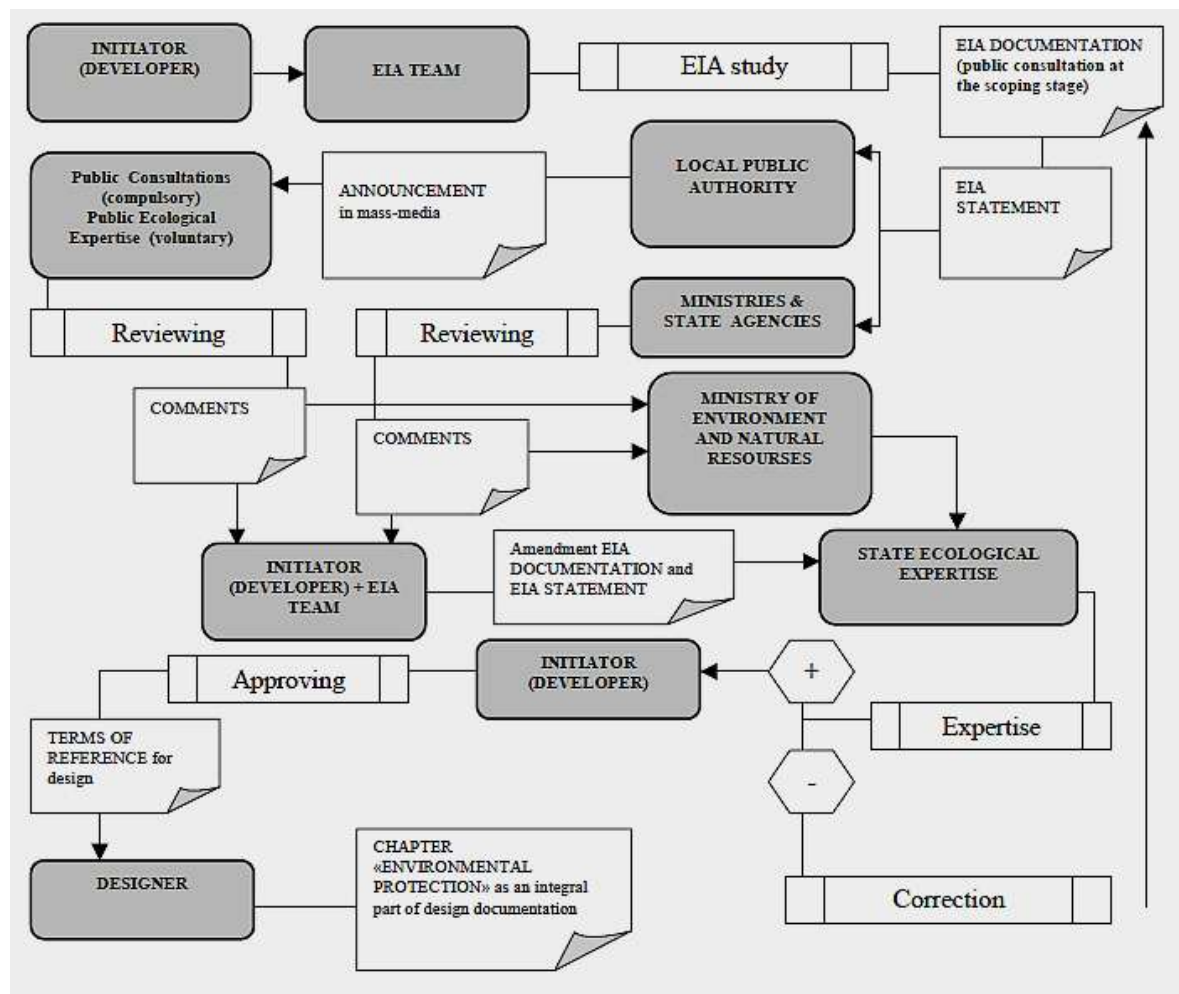 INITIATOR
(DEVELOPER)
EIA TEAM
EIA study
EIA DOCUMENTATION
(public consultation at
the scoping stage)
Public Consultations
(compulsory)
Public Ecological
Expertise (voluntary)
ANNOUNCEMENT
in mass-media
LOCAL PUBLIC
AUTHORITY
EIA
STATEMENT
MINISTRIES &
STATE AGENCIES
Reviewing
Reviewing
COMMENTS
COMMENTS
MINISTRY OF
ENVIRONMENT
AND NATURAL
RESOURSES
INITIATOR
(DEVELOPER) + EIA
TEAM
Amendment EIA
DOCUMENTATION and
EIA STATEMENT
STATE ECOLOGICAL
EXPERTISE
Approving
INITIATOR
(DEVELOPER)
+
Expertise
TERMS OF
REFERENCE for
design
-
DESIGNER
CHAPTER
«ENVIRONMENTAL
PROTECTION» as an integral
part of design documentation
Correction